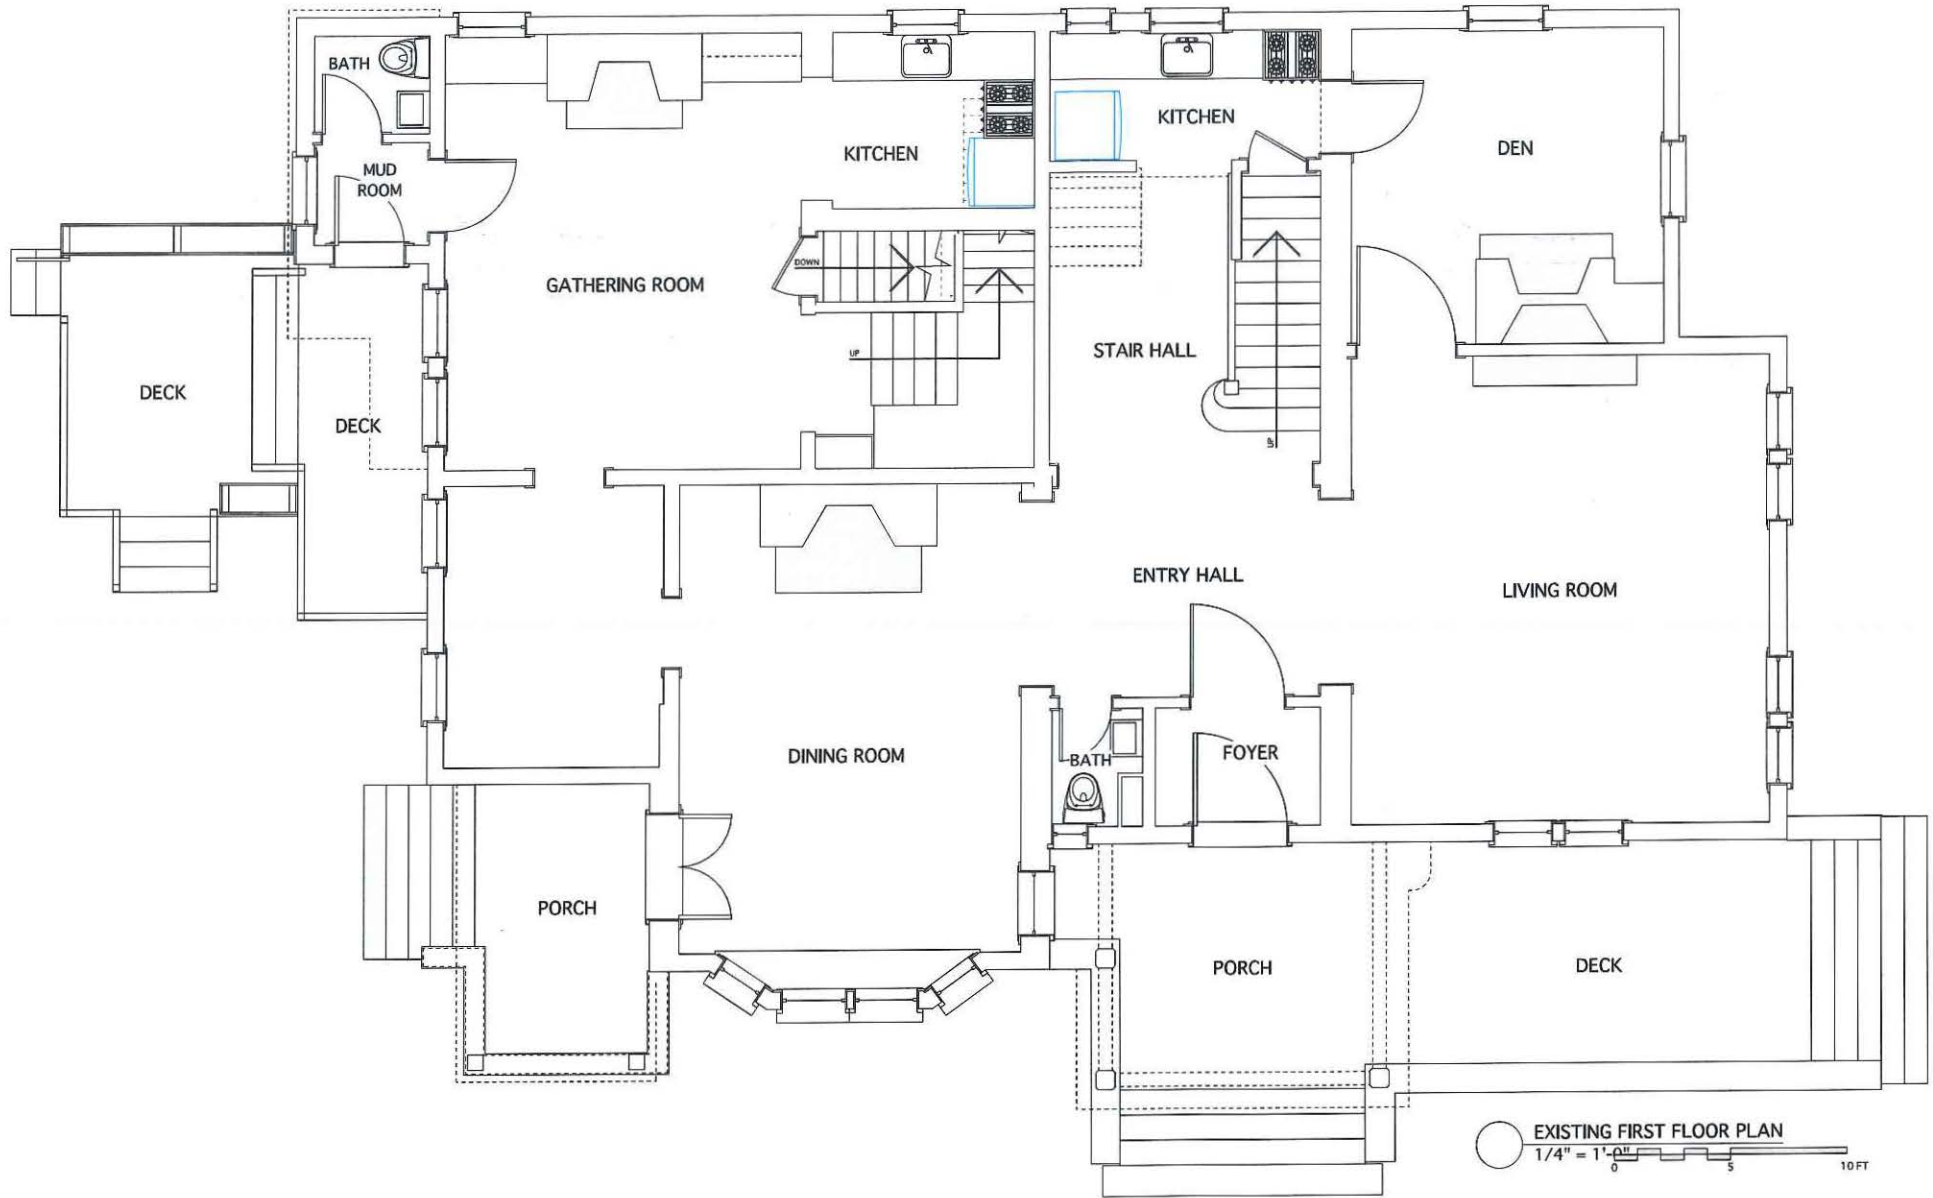 BATH
KITCHEN
KITCHEN
DEN
MUD
ROOM
DOWN
GATHERING ROOM
UP
STAIR HALL
DECK
DECK
UP
ENTRY HALL
LIVING ROOM
DINING ROOM
BATH
FOYER
PORCH
PORCH
DECK
EXISTING FIRST FLOOR PLAN
1/4" = 1'-0"
0 5 10 FT